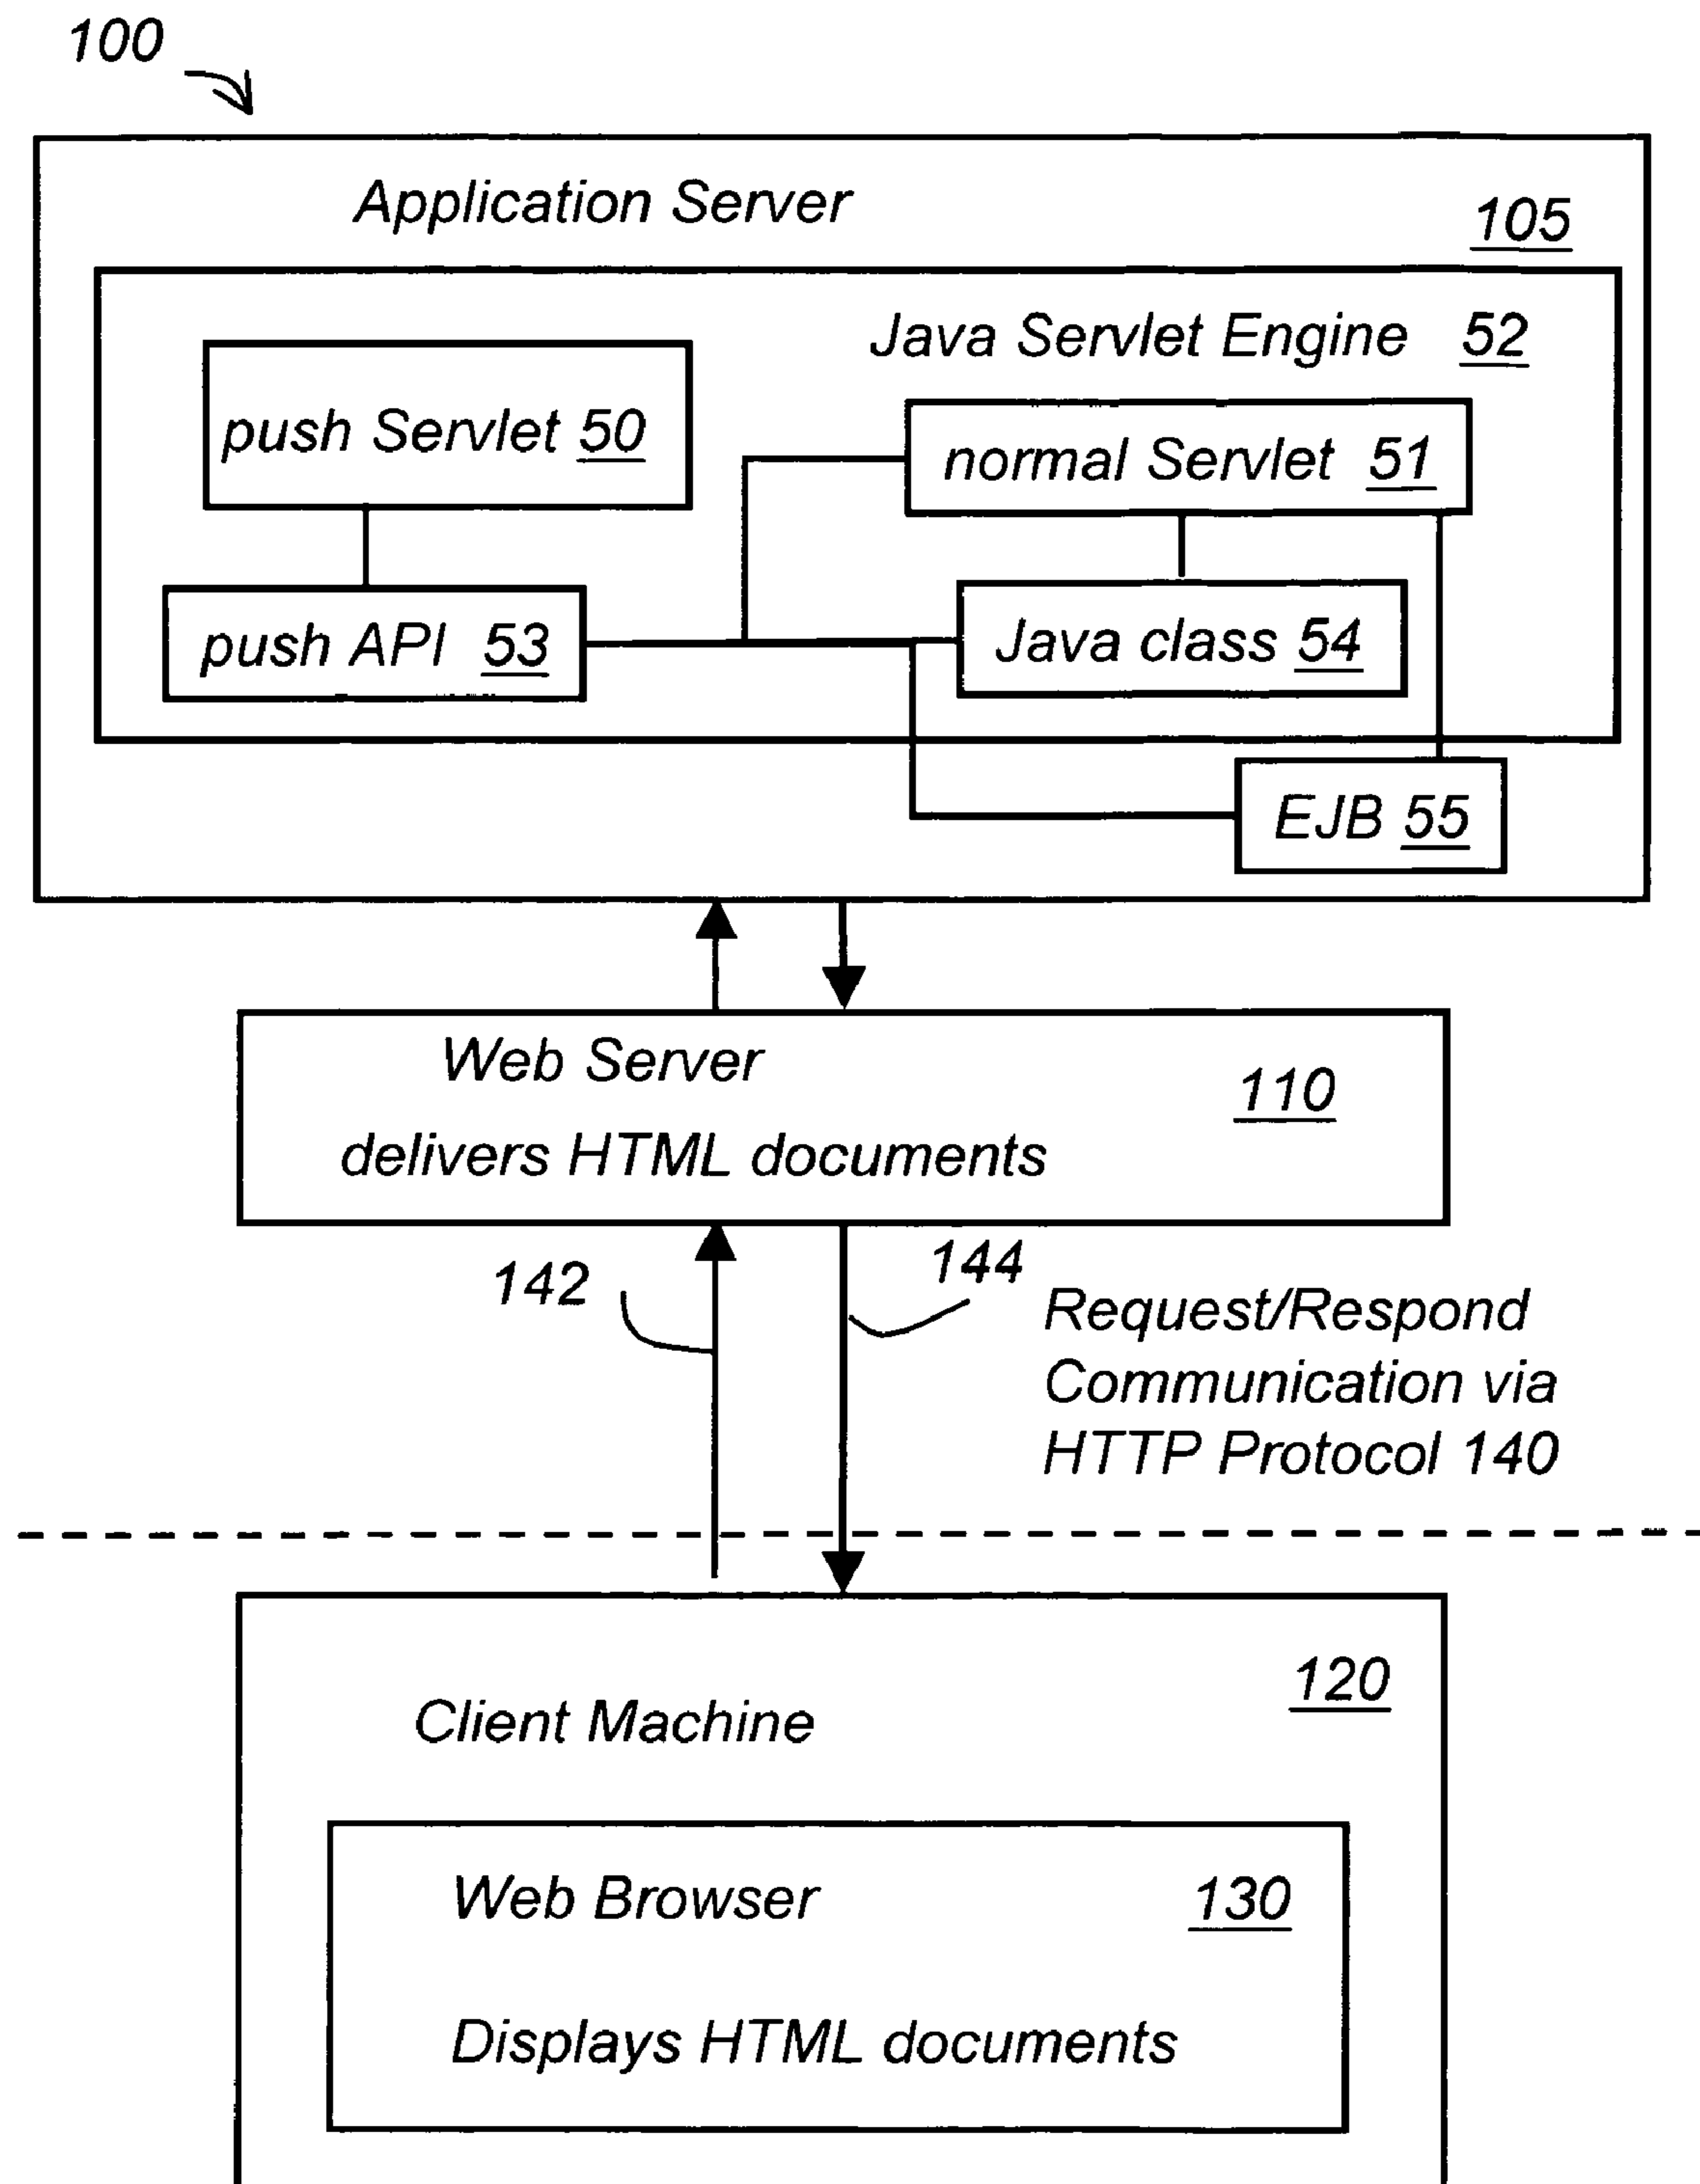 100
Application Server
105
Java Servlet Engine 52
push Servlet 50
normal Servlet 51
push API 53
Java class 54
EJB 55
Web Server
110
delivers HTML documents
142
144
Request/Respond
Communication via
HTTP Protocol 140
120
Client Machine
Web Browser 130
Displays HTML documents